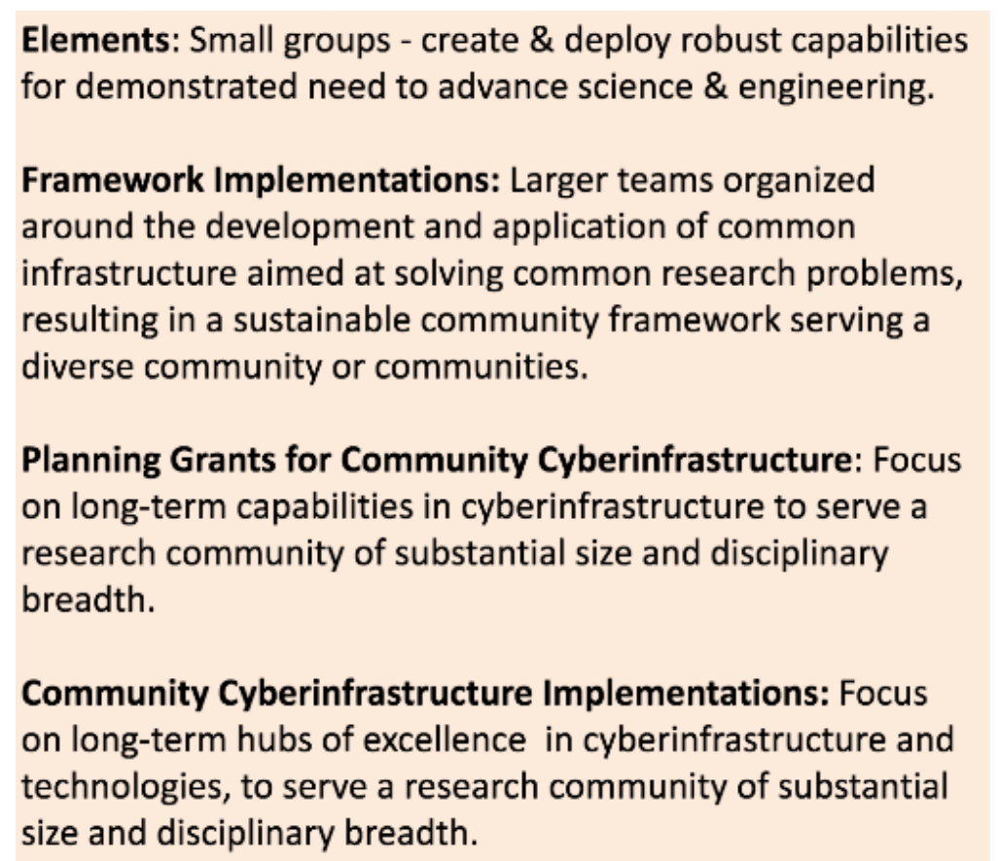 Elements: Small groups - create & deploy robust capabilities
for demonstrated need to advance science & engineering.
Framework Implementations: Larger teams organized
around the development and application of common
infrastructure aimed at solving common research problems,
resulting in a sustainable community framework serving a
diverse community or communities.
Planning Grants for Community Cyberinfrastructure: Focus
on long-term capabilities in cyberinfrastructure to serve a
research community of substantial size and disciplinary
breadth.
Community Cyberinfrastructure Implementations: Focus
on long-term hubs of excellence  in cyberinfrastructure and
technologies, to serve a research community of substantial
size and disciplinary breadth.